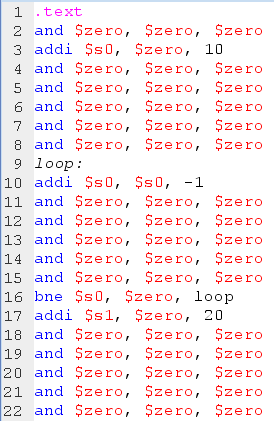 1 .text
2 and $zero, $zero, $zero
3 addi $s0, $zero, 10
4 and $zero, $zero, $zero
5 and $zero, $zero, $zero
6 and $zero, $zero, $zero
7 and $zero, $zero, $zero
8 and $zero, $zero, $zero
9 loop:
10 addi $s0, $s0, -1
11 and $zero, $zero, $zero
12 and $zero, $zero, $zero
13 and $zero, $zero, $zero
14 and $zero, $zero, $zero
15 and $zero, $zero, $zero
16 bne $s0, $zero, loop
17 addi $s1, $zero, 20
18 and $zero, $zero, $zero
19 and $zero, $zero, $zero
20 and $zero, $zero, $zero
21 and $zero, $zero, $zero
22 and $zero, $zero, $zero